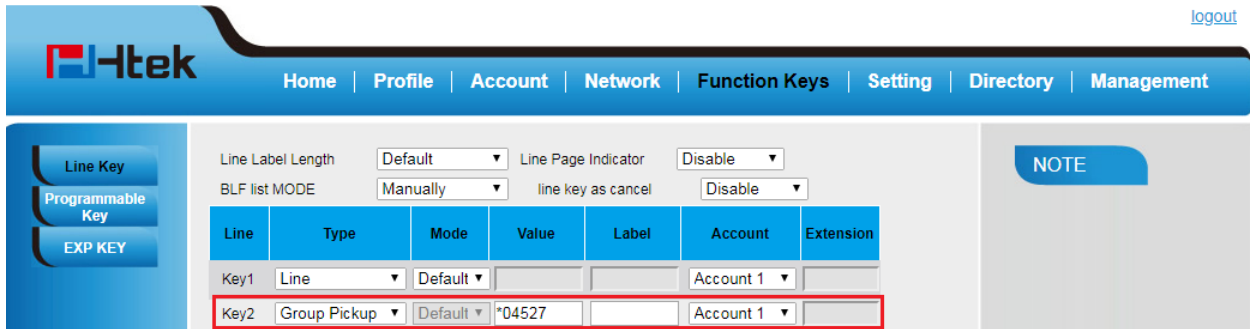 logout
Htek
Home | Profile | Account | Network | Function Keys | Setting | Directory | Management
Line Key
Programmable Key
EXP KEY
Line Label Length Default Line Page Indicator Disable
BLF list MODE Manually line key as cancel Disable
NOTE
Line Type Mode Value Label Account Extension
Key1 Line Default Account 1
Key2 Group Pickup Default *04527 Account 1